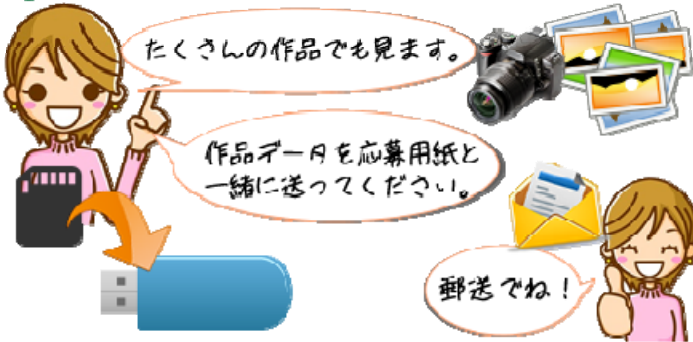 たくさんの作品でも見ます。
作品データを応募用紙と
一緒に送ってください。
郵送でね！